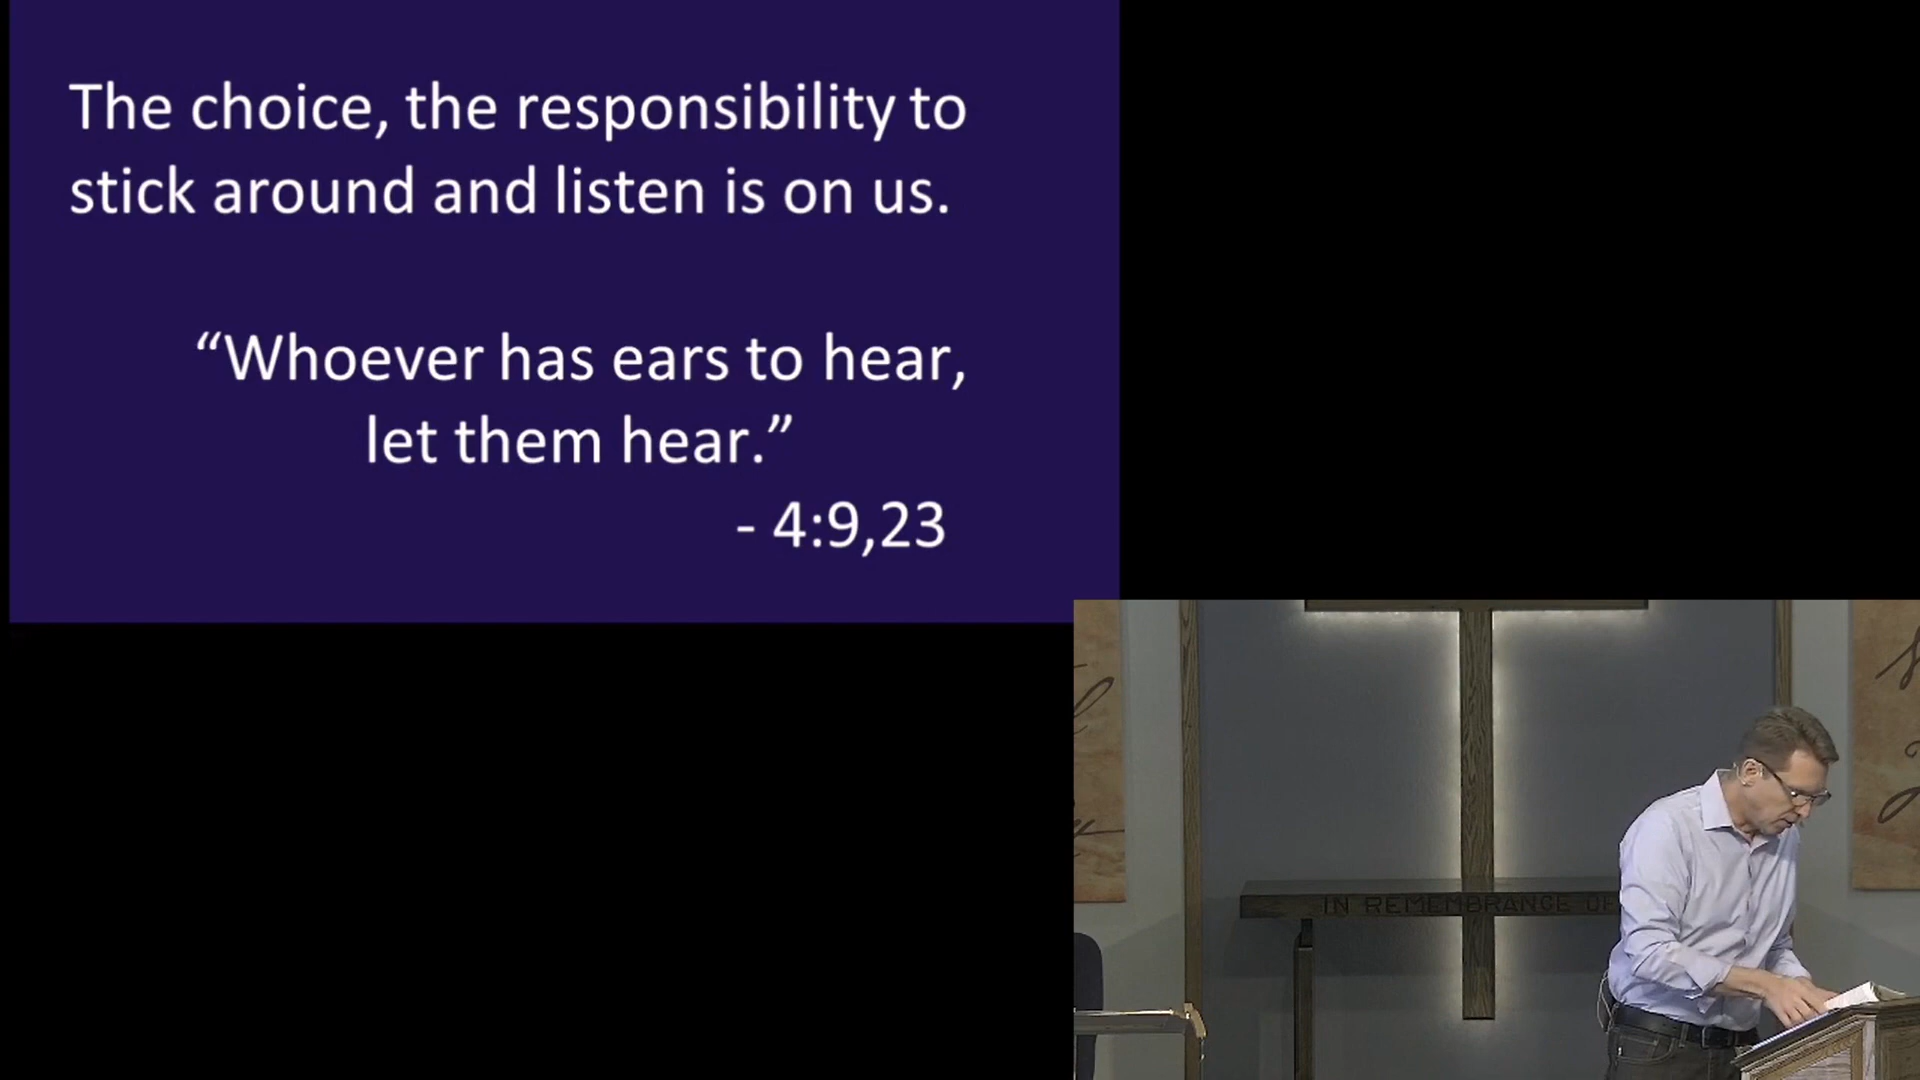 The choice, the responsibility to
stick around and listen is on us.
“Whoever has ears to hear,
let them hear.”
- 4:9,23
IN REMEMBRANCE OF